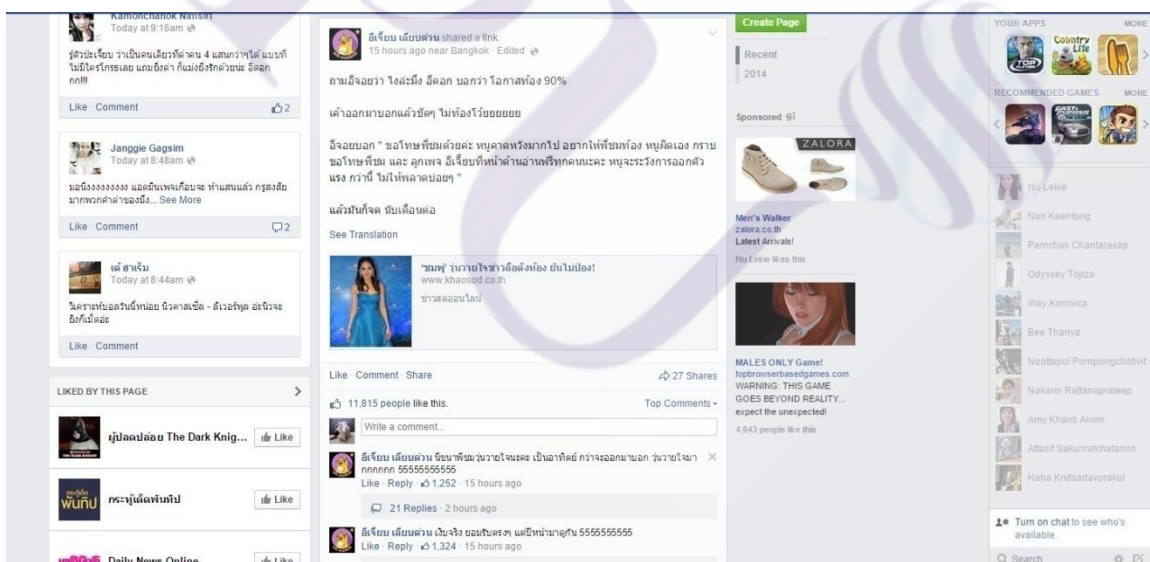 Kamonchanok Nimsiri
Today at 9:16am
รู้ตัวป่ะเจี๊ยบ ว่าเป็นคนเดียวที่ด่าคน 4 แสนกว่าๆได้ แบบที่
ไม่มีใครโกรธเลย แถมยิ่งด่า ก็แม่งยิ่งรักด้วยนะ อีดอก
กก!!!
Like · Comment
2
Janggie Gagsim
Today at 8:48am
มอนิ่งงงงงงงงง แอดมินเพจเกือบจะ ห้าแสนแล้ว กรูสงสัย
มากพวกคำด่าของมึง... See More
Like · Comment
2
เต้ ฮาเร็ม
Today at 8:44am
วิเคราะห์บอลวันนี้หน่อย นิวคาสเซิล - ลิเวอร์พูล อ่ะนิวจะ
ยิงกี่เม็ดอ่ะ
Like · Comment
LIKED BY THIS PAGE
ผู้ปลดปล่อย The Dark Knig...
Like
กระทู้เด็ดพันทิป
Like
Daily News Online
Like
อีเจี๊ยบ เลียบด่วน shared a link.
15 hours ago near Bangkok · Edited
ถามอีจอยว่า ไงล่ะมึง อีดอก บอกว่า โอกาสท้อง 90%
เค้าออกมาบอกแล้วชัดๆ ไม่ท้องโว้ยยยยยย
อีจอยบอก " ขอโทษพี่ชมด้วยค่ะ หนูคาดหวังมากไป อยากให้พี่ชมท้อง หนูผิดเอง กราบ
ขอโทษพี่ชม และ ลูกเพจ อีเจี๊ยบที่หน้าด้านอ่านฟรีทุกคนนะคะ หนูจะระวังการออกตัว
แรง กว่านี้ ไม่ให้พลาดบ่อยๆ "
แล้วมันก็จด นับเดือนต่อ
See Translation
'ชมพู่' วุ่นวายใจข่าวลือดังท้อง ยันไม่ป่อง!
www.khaosod.co.th
ข่าวสดออนไลน์
Like · Comment · Share
27 Shares
11,815 people like this.
Top Comments
Write a comment...
อีเจี๊ยบ เลียบด่วน นิชนาพี่ชมวุ่นวายใจนะคะ เป็นอาทิตย์ กว่าจะออกมาบอก วุ่นวายใจมา
กกกกกก 55555555555
Like · Reply · 1,252 · 15 hours ago
21 Replies · 2 hours ago
อีเจี๊ยบ เลียบด่วน เงิบจริง ยอมรับตรงๆ แต่ปีหน้ามาดูกัน 5555555555
Like · Reply · 1,324 · 15 hours ago
Create Page
Recent
2014
Sponsored
ZALORA
Men's Walker
zalora.co.th
Latest Arrivals!
Nu Lekie likes this
MALES ONLY Game!
topbrowserbasedgames.com
WARNING: THIS GAME
GOES BEYOND REALITY...
expect the unexpected!
4,643 people like this
YOUR APPS
MORE
Country
Life
RECOMMENDED GAMES
MORE
Nu Lekie
Non Kaentong
Parnchak Chantarasap
Odyssey Topza
Way Kornvica
Bee Thanya
Noottapol Pornpongchotivit
Nakarin Rattanaprateep
Amy Khanti Akom
Attasit Sakunratchatanon
Haha Kridsadavorakul
Turn on chat to see who's
available.
Search